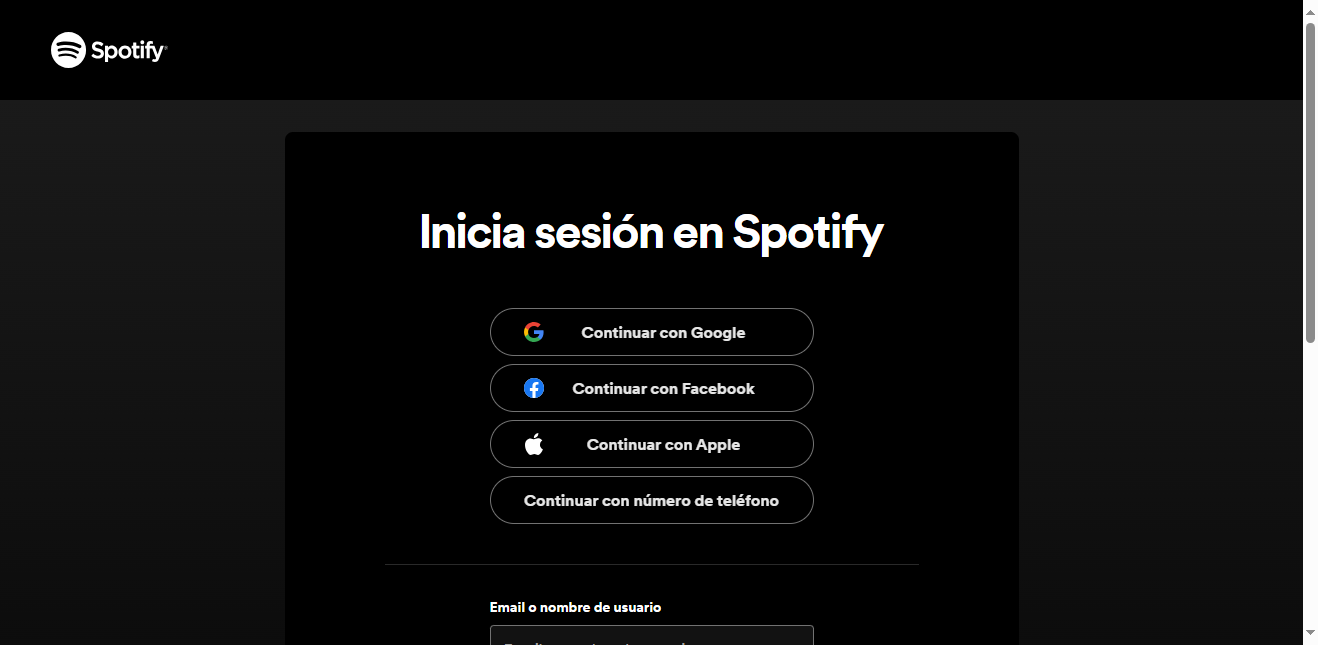 Spotify
Inicia sesión en Spotify
Continuar con Google
Continuar con Facebook
Continuar con Apple
Continuar con número de teléfono
Email o nombre de usuario